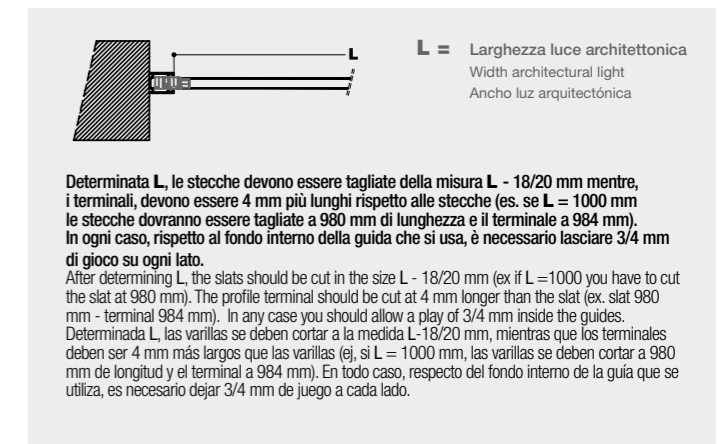 L
L = Larghezza luce architettonica
Width architectural light
Ancho luz arquitectónica
Determinata L, le stecche devono essere tagliate della misura L - 18/20 mm mentre,
i terminali, devono essere 4 mm più lunghi rispetto alle stecche (es. se L = 1000 mm
le stecche dovranno essere tagliate a 980 mm di lunghezza e il terminale a 984 mm).
In ogni caso, rispetto al fondo interno della guida che si usa, è necessario lasciare 3/4 mm
di gioco su ogni lato.
After determining L, the slats should be cut in the size L - 18/20 mm (ex if L =1000 you have to cut
the slat at 980 mm). The profile terminal should be cut at 4 mm longer than the slat (ex. slat 980
mm - terminal 984 mm). In any case you should allow a play of 3/4 mm inside the guides.
Determinada L, las varillas se deben cortar a la medida L-18/20 mm, mientras que los terminales
deben ser 4 mm más largos que las varillas (ej, si L = 1000 mm, las varillas se deben cortar a 980
mm de longitud y el terminal a 984 mm). En todo caso, respecto del fondo interno de la guía que se
utiliza, es necesario dejar 3/4 mm de juego a cada lado.